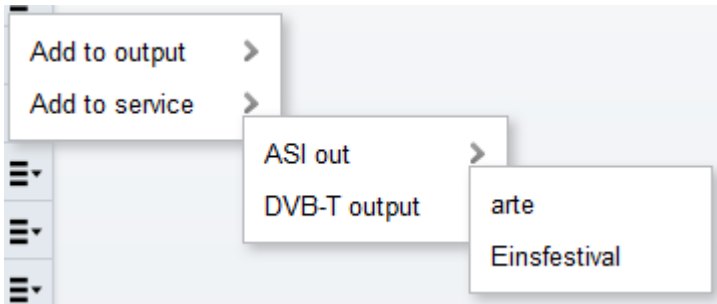 Add to output
Add to service
ASI out
DVB-T output
arte
Einsfestival